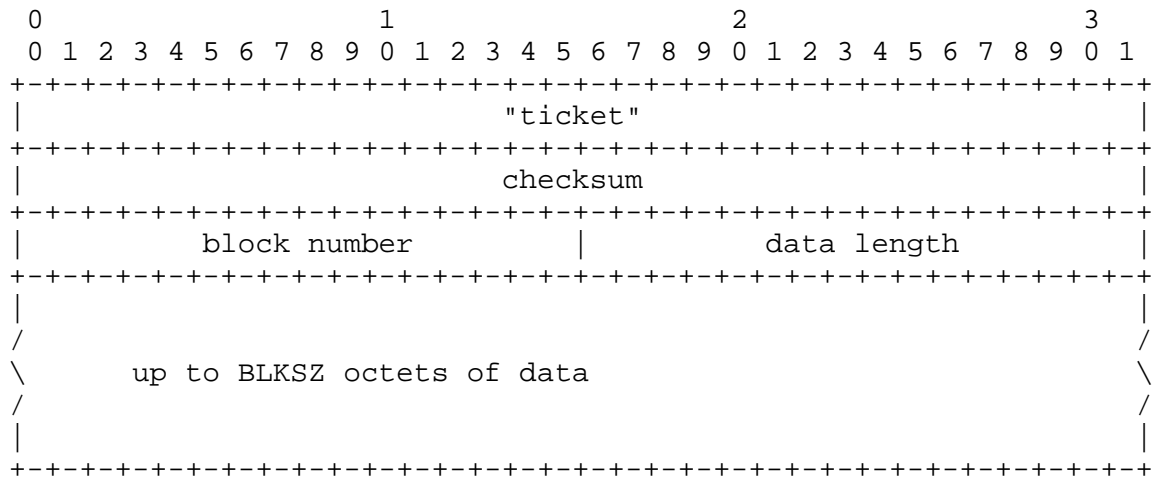 0                   1                   2                   3
0 1 2 3 4 5 6 7 8 9 0 1 2 3 4 5 6 7 8 9 0 1 2 3 4 5 6 7 8 9 0 1
+-+-+-+-+-+-+-+-+-+-+-+-+-+-+-+-+-+-+-+-+-+-+-+-+-+-+-+-+-+-+-+-+
|                           "ticket"                            |
+-+-+-+-+-+-+-+-+-+-+-+-+-+-+-+-+-+-+-+-+-+-+-+-+-+-+-+-+-+-+-+-+
|                           checksum                            |
+-+-+-+-+-+-+-+-+-+-+-+-+-+-+-+-+-+-+-+-+-+-+-+-+-+-+-+-+-+-+-+-+
|          block number         |          data length          |
+-+-+-+-+-+-+-+-+-+-+-+-+-+-+-+-+-+-+-+-+-+-+-+-+-+-+-+-+-+-+-+-+
|                                                               |
/                                                               /
\      up to BLKSZ octets of data                               \
/                                                               /
|                                                               |
+-+-+-+-+-+-+-+-+-+-+-+-+-+-+-+-+-+-+-+-+-+-+-+-+-+-+-+-+-+-+-+-+